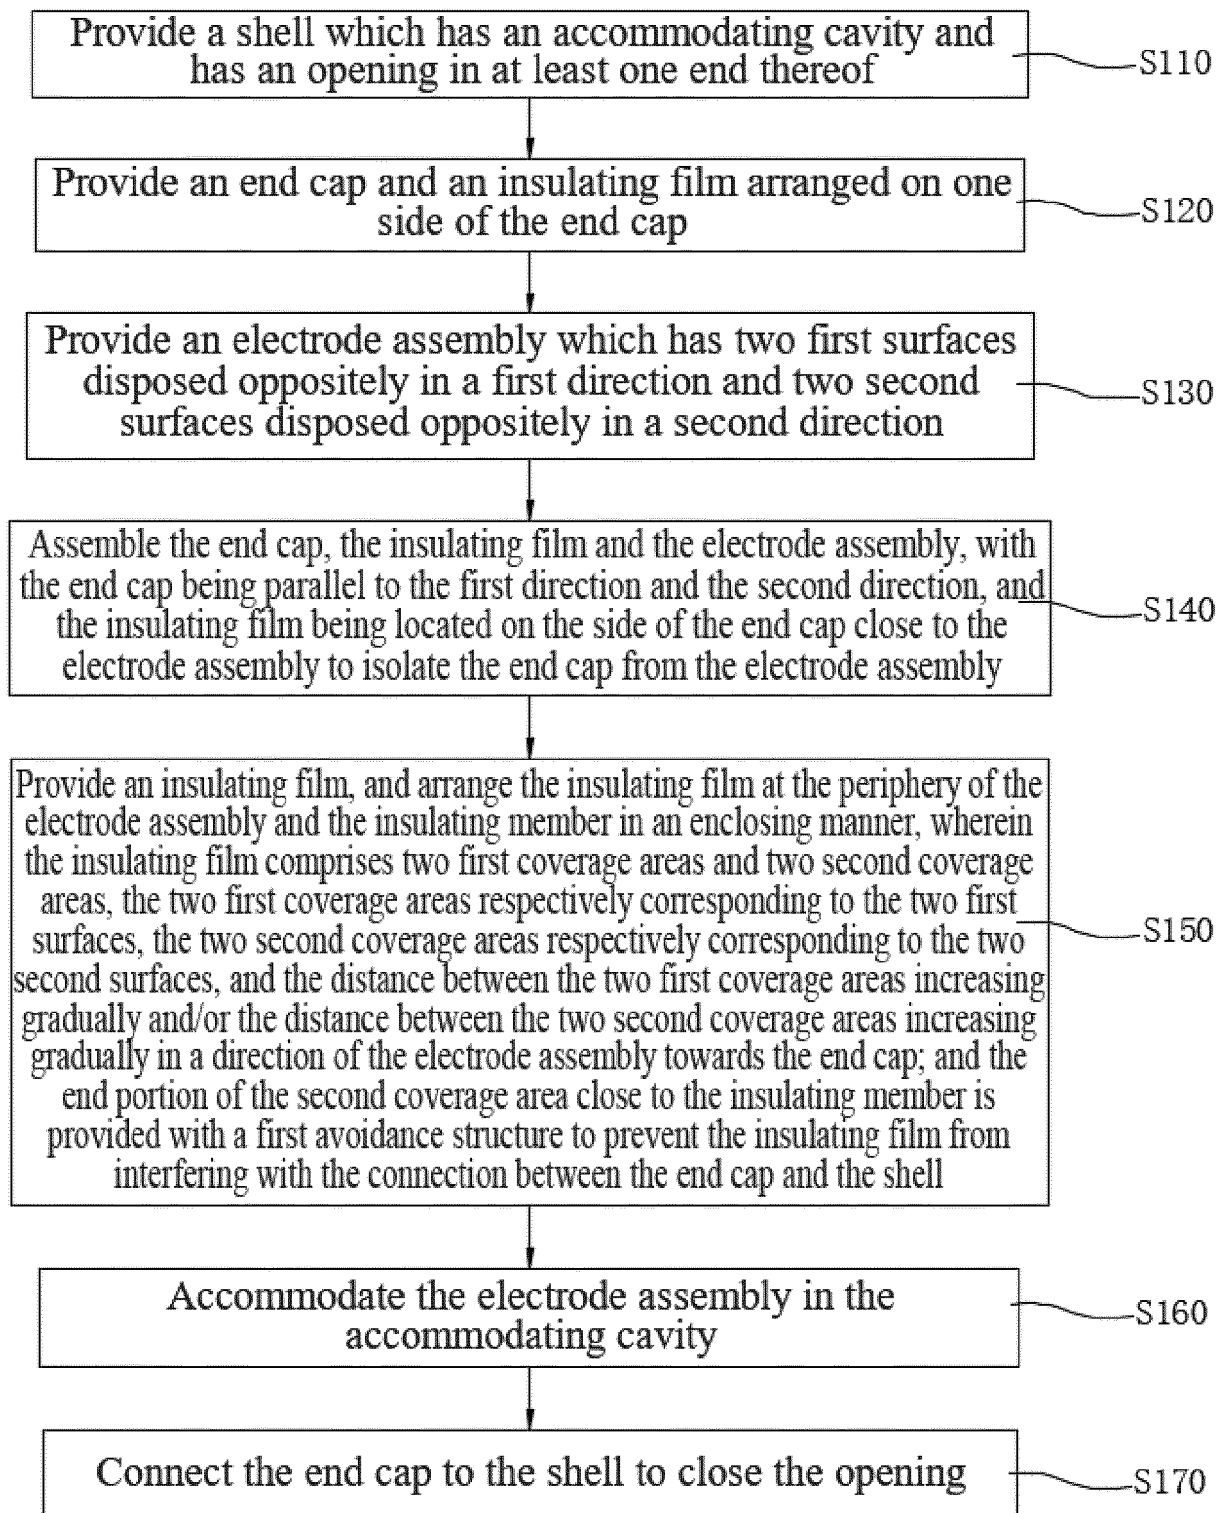 Provide a shell which has an accommodating cavity and
has an opening in at least one end thereof
S110
Provide an end cap and an insulating film arranged on one
side of the end cap
S120
Provide an electrode assembly which has two first surfaces
disposed oppositely in a first direction and two second
surfaces disposed oppositely in a second direction
S130
Assemble the end cap, the insulating film and the electrode assembly, with
the end cap being parallel to the first direction and the second direction, and
the insulating film being located on the side of the end cap close to the
electrode assembly to isolate the end cap from the electrode assembly
S140
Provide an insulating film, and arrange the insulating film at the periphery of the
electrode assembly and the insulating member in an enclosing manner, wherein
the insulating film comprises two first coverage areas and two second coverage
areas, the two first coverage areas respectively corresponding to the two first
surfaces, the two second coverage areas respectively corresponding to the two
second surfaces, and the distance between the two first coverage areas increasing
gradually and/or the distance between the two second coverage areas increasing
gradually in a direction of the electrode assembly towards the end cap; and the
end portion of the second coverage area close to the insulating member is
provided with a first avoidance structure to prevent the insulating film from
interfering with the connection between the end cap and the shell
S150
Accommodate the electrode assembly in the
accommodating cavity
S160
Connect the end cap to the shell to close the opening
S170